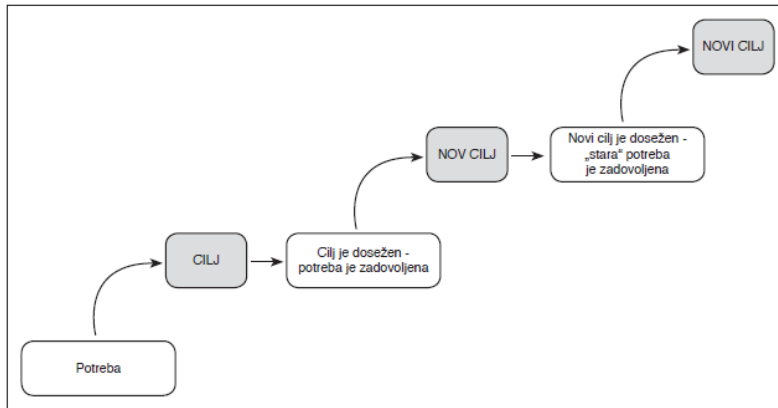 Potreba
CILJ
Cilj je dosežen -
potreba je zadovoljena
NOV CILJ
Novi cilj je dosežen -
„stara“ potreba
je zadovoljena
NOVI CILJ